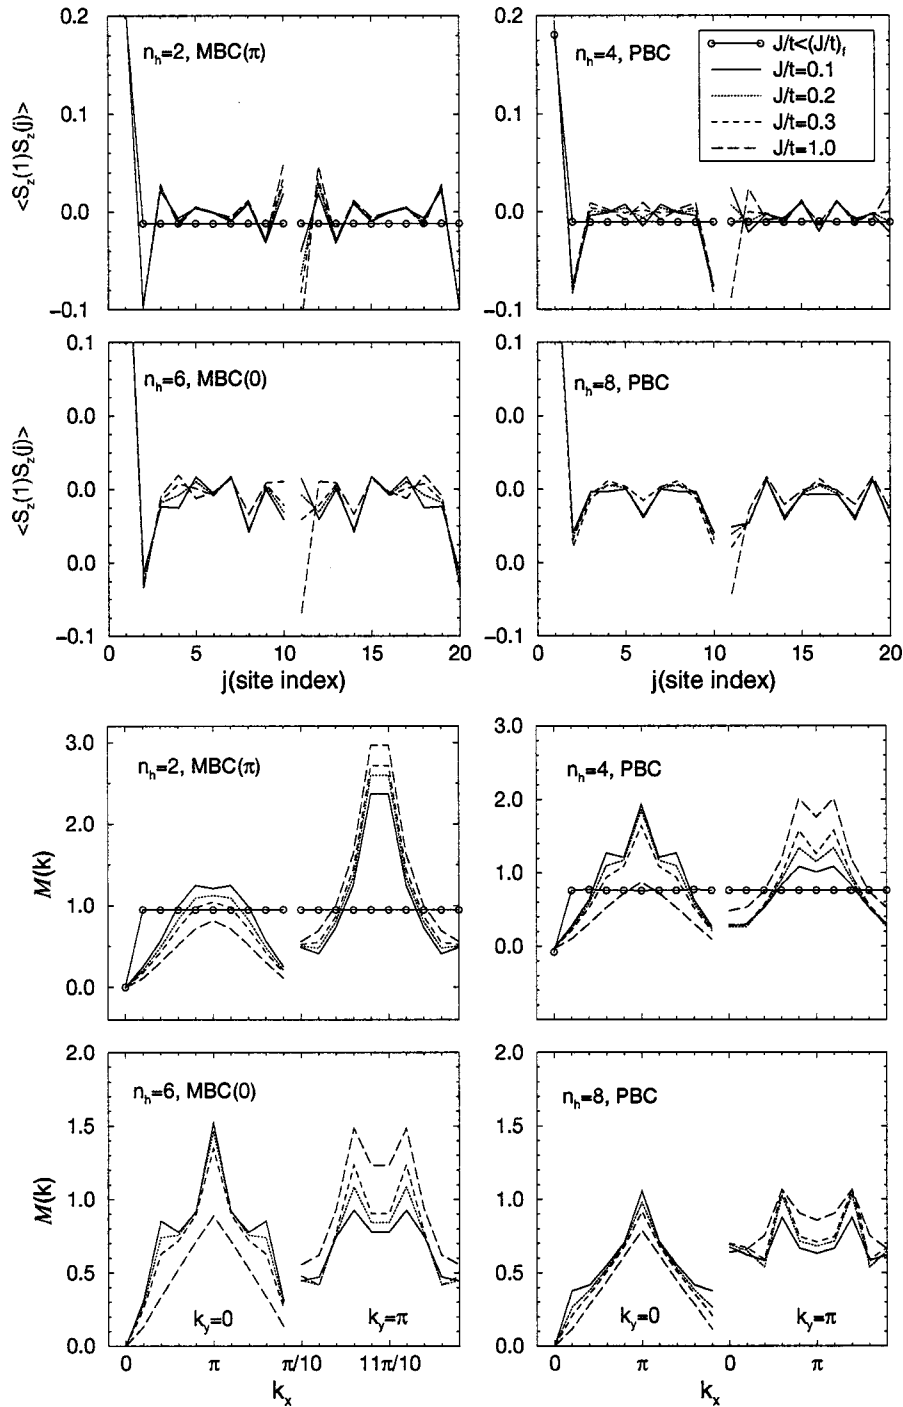 0.2
0.1
0.0
−0.1
<S_z(1)S_z(j)>
n_h=2, MBC(π)
0.2
0.1
0.0
−0.1
n_h=4, PBC
J/t<(J/t)_f
J/t=0.1
J/t=0.2
J/t=0.3
J/t=1.0
0.1
0.0
0.0
0.0
−0.1
<S_z(1)S_z(j)>
n_h=6, MBC(0)
0 5 10 15 20
j(site index)
0.1
0.0
0.0
0.0
−0.1
n_h=8, PBC
0 5 10 15 20
j(site index)
3.0
2.0
1.0
0.0
M(k)
n_h=2, MBC(π)
3.0
2.0
1.0
0.0
n_h=4, PBC
2.0
1.5
1.0
0.5
0.0
M(k)
n_h=6, MBC(0)
k_y=0 k_y=π
0 π π/10 11π/10
k_x
2.0
1.5
1.0
0.5
0.0
n_h=8, PBC
k_y=0 k_y=π
0 π 0 π
k_x